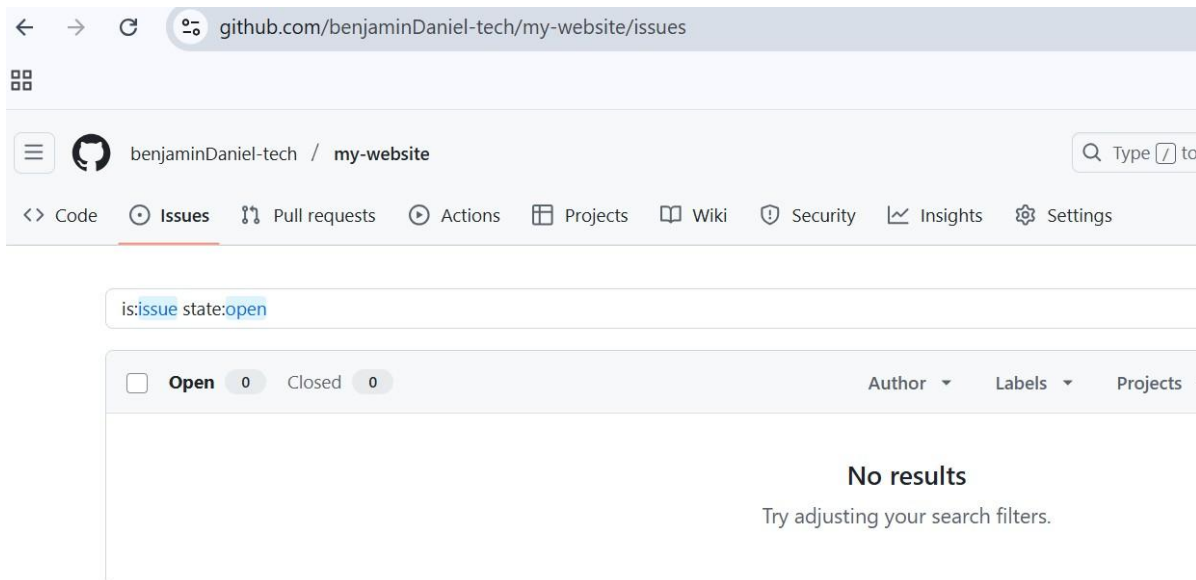 github.com/benjaminDaniel-tech/my-website/issues
benjaminDaniel-tech / my-website
Type / to
Code Issues Pull requests Actions Projects Wiki Security Insights Settings
is:issue state:open
Open 0 Closed 0 Author Labels Projects
No results
Try adjusting your search filters.